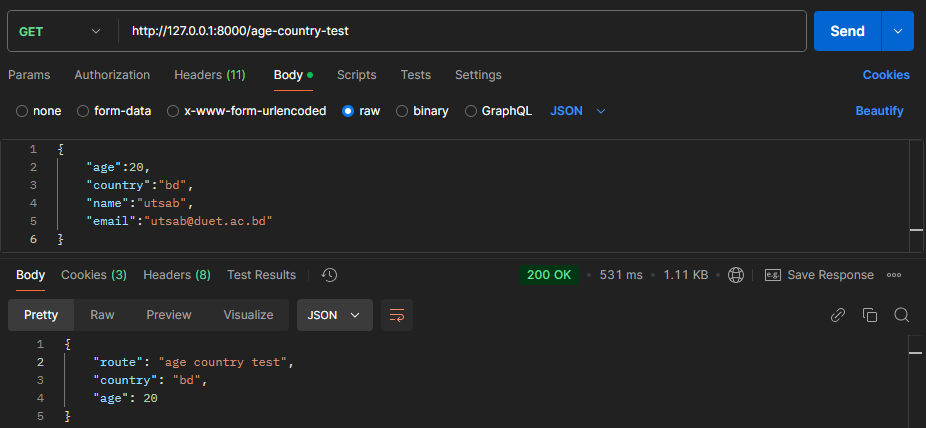 GET http://127.0.0.1:8000/age-country-test Send
Params Authorization Headers (11) Body Scripts Tests Settings Cookies
none form-data x-www-form-urlencoded raw binary GraphQL JSON Beautify
1 {
2 "age":20,
3 "country":"bd",
4 "name":"utsab",
5 "email":"utsab@duet.ac.bd"
6 }
Body Cookies (3) Headers (8) Test Results 200 OK 531 ms 1.11 KB e.g. Save Response
Pretty Raw Preview Visualize JSON
1 {
2 "route": "age country test",
3 "country": "bd",
4 "age": 20
5 }